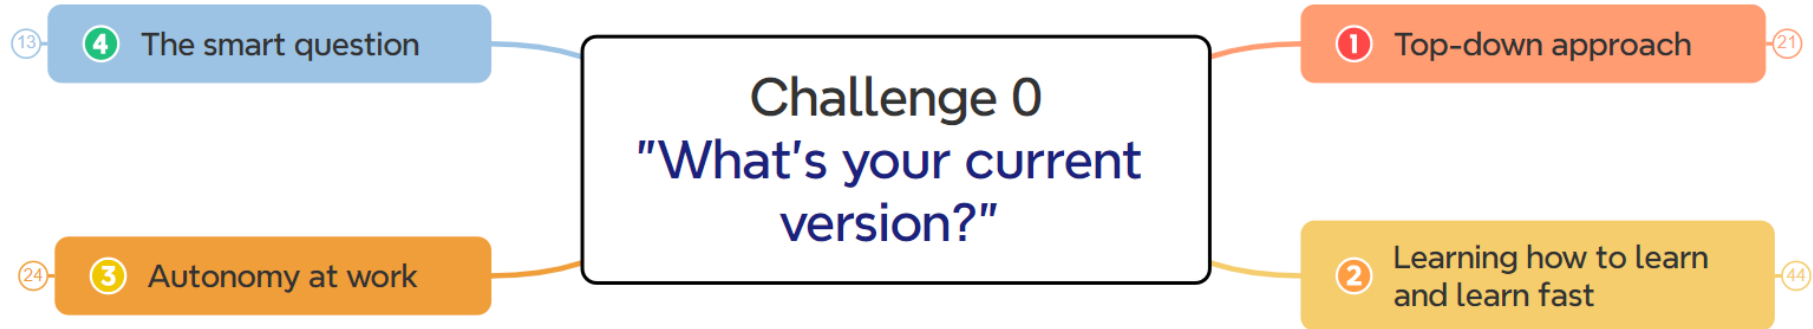 Challenge 0
"What's your current
version?"
1 Top-down approach
21
2 Learning how to learn
and learn fast
44
3 Autonomy at work
24
4 The smart question
13